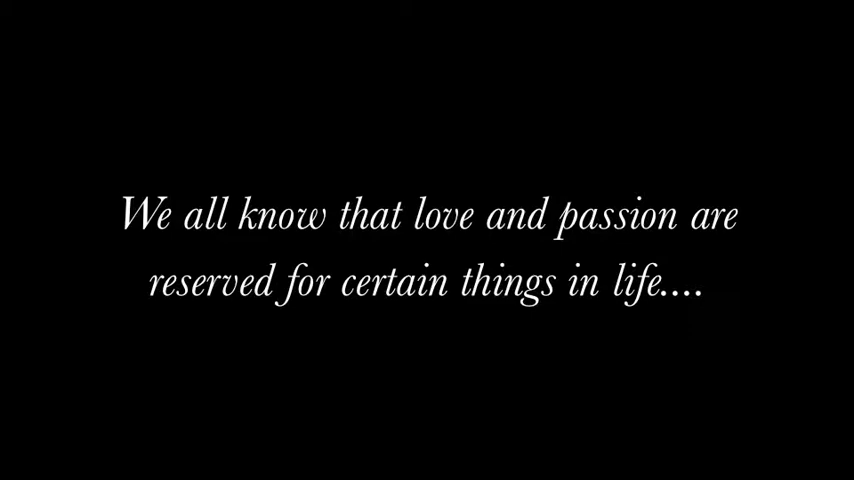 We all know that love and passion are
reserved for certain things in life....